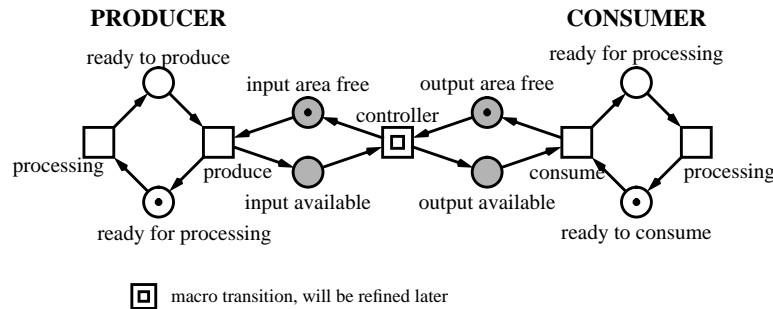 PRODUCER
CONSUMER
ready to produce
ready for processing
input area free
output area free
controller
processing
produce
consume
processing
input available
output available
ready for processing
ready to consume
macro transition, will be refined later